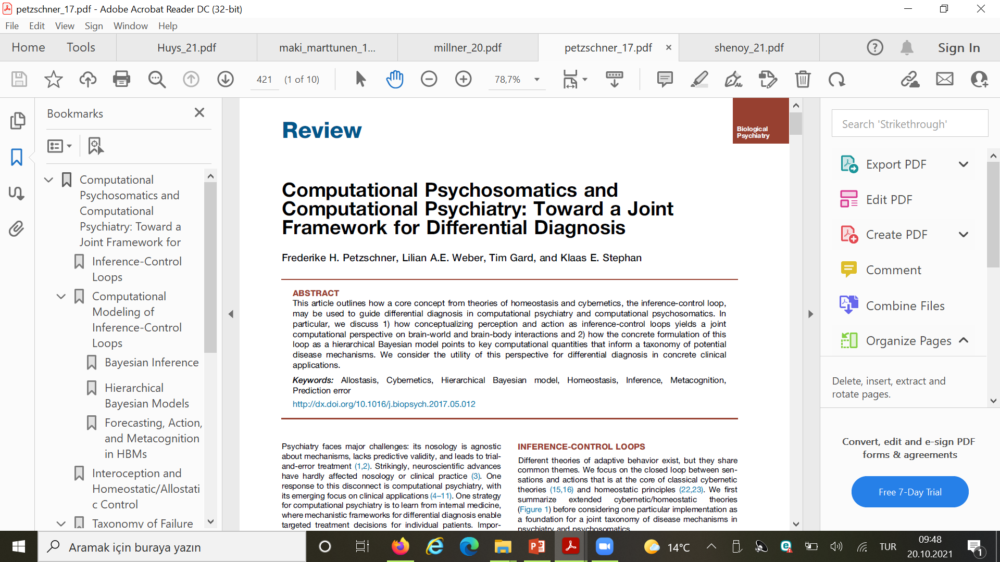 petzschner_17.pdf - Adobe Acrobat Reader DC (32-bit)
File Edit View Sign Window Help
Home Tools Huys_21.pdf maki_marttunen_1... millner_20.pdf petzschner_17.pdf × shenoy_21.pdf Sign In
421 (1 of 10) 78,7%
Bookmarks
Computational
Psychosomatics and
Computational
Psychiatry: Toward a
Joint Framework for
Inference-Control
Loops
Computational
Modeling of
Inference-Control
Loops
Bayesian Inference
Hierarchical
Bayesian Models
Forecasting, Action,
and Metacognition
in HBMs
Interoception and
Homeostatic/Allostati
c Control
Taxonomy of Failure
Review
Biological
Psychiatry
Computational Psychosomatics and
Computational Psychiatry: Toward a Joint
Framework for Differential Diagnosis
Frederike H. Petzschner, Lilian A.E. Weber, Tim Gard, and Klaas E. Stephan
ABSTRACT
This article outlines how a core concept from theories of homeostasis and cybernetics, the inference-control loop,
may be used to guide differential diagnosis in computational psychiatry and computational psychosomatics. In
particular, we discuss 1) how conceptualizing perception and action as inference-control loops yields a joint
computational perspective on brain-world and brain-body interactions and 2) how the concrete formulation of this
loop as a hierarchical Bayesian model points to key computational quantities that inform a taxonomy of potential
disease mechanisms. We consider the utility of this perspective for differential diagnosis in concrete clinical
applications.
Keywords: Allostasis, Cybernetics, Hierarchical Bayesian model, Homeostasis, Inference, Metacognition,
Prediction error
http://dx.doi.org/10.1016/j.biopsych.2017.05.012
Psychiatry faces major challenges: its nosology is agnostic
about mechanisms, lacks predictive validity, and leads to trial-
and-error treatment (1,2). Strikingly, neuroscientific advances
have hardly affected nosology or clinical practice (3). One
response to this disconnect is computational psychiatry, with
its emerging focus on clinical applications (4–11). One strategy
for computational psychiatry is to learn from internal medicine,
where mechanistic frameworks for differential diagnosis enable
targeted treatment decisions for individual patients. Impor-
INFERENCE-CONTROL LOOPS
Different theories of adaptive behavior exist, but they share
common themes. We focus on the closed loop between sen-
sations and actions that is at the core of classical cybernetic
theories (15,16) and homeostatic principles (22,23). We first
summarize extended cybernetic/homeostatic theories
(Figure 1) before considering one particular implementation as
a foundation for a joint taxonomy of disease mechanisms in
psychiatry and psychosomatics.
Search 'Strikethrough'
Export PDF
Edit PDF
Create PDF
Comment
Combine Files
Organize Pages
Delete, insert, extract and
rotate pages.
Convert, edit and e-sign PDF
forms & agreements
Free 7-Day Trial
Aramak için buraya yazın
14°C
TUR
09:48
20.10.2021
1